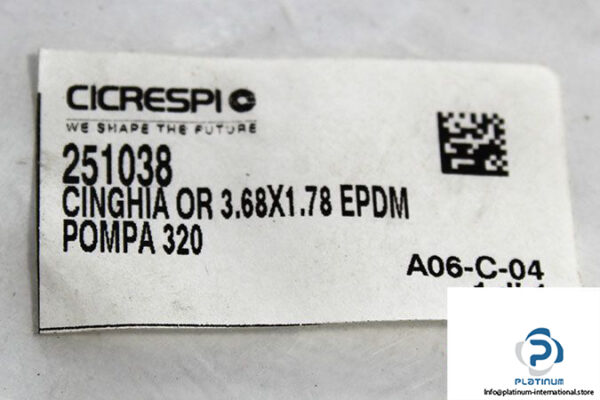 CICRESPI
WE SHAPE THE FUTURE
251038
CINGHIA OR 3.68X1.78 EPDM
POMPA 320
A06-C-04
PLATINUM
Info@platinum-international.store